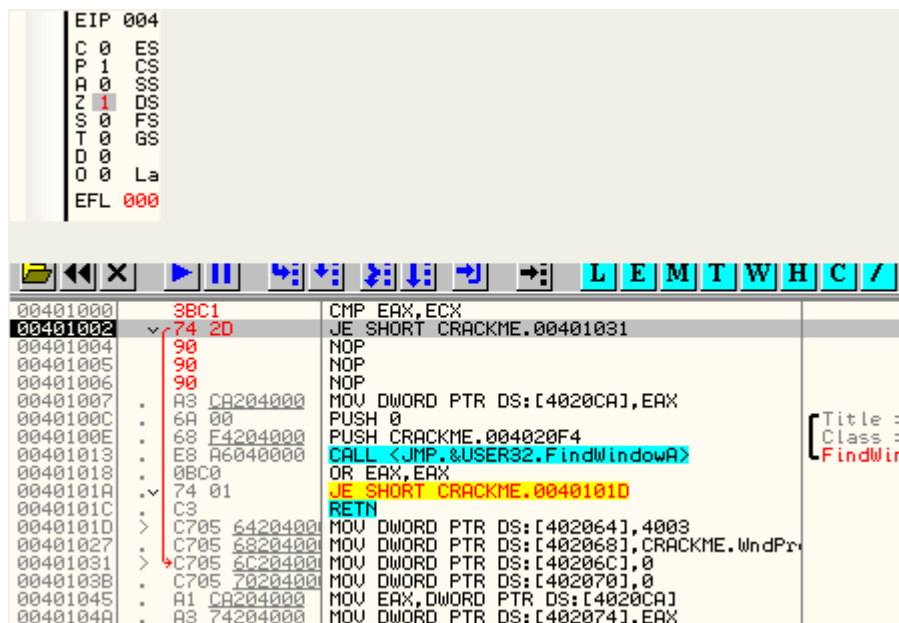 EIP 004
C 0 ES
P 1 CS
A 0 SS
Z 1 DS
S 0 FS
T 0 GS
D 0
O 0 La
EFL 000
L E M T W H C /
00401000 3BC1 CMP EAX,ECX
00401002 74 2D JE SHORT CRACKME.00401031
00401004 90 NOP
00401005 90 NOP
00401006 90 NOP
00401007 . A3 CA204000 MOV DWORD PTR DS:[4020CA],EAX
0040100C . 6A 00 PUSH 0 Title =
0040100E . 68 F4204000 PUSH CRACKME.004020F4 Class =
00401013 . E8 A6040000 CALL <JMP.&USER32.FindWindowA> FindWin
00401018 . 0BC0 OR EAX,EAX
0040101A . 74 01 JE SHORT CRACKME.0040101D
0040101C . C3 RETN
0040101D > C705 64204000 MOV DWORD PTR DS:[402064],4003
00401027 . C705 68204000 MOV DWORD PTR DS:[402068],CRACKME.WndPr
00401031 > C705 6C204000 MOV DWORD PTR DS:[40206C],0
0040103B . C705 70204000 MOV DWORD PTR DS:[402070],0
00401045 . A1 CA204000 MOV EAX,DWORD PTR DS:[4020CA]
0040104A . A3 74204000 MOV DWORD PTR DS:[402074],EAX